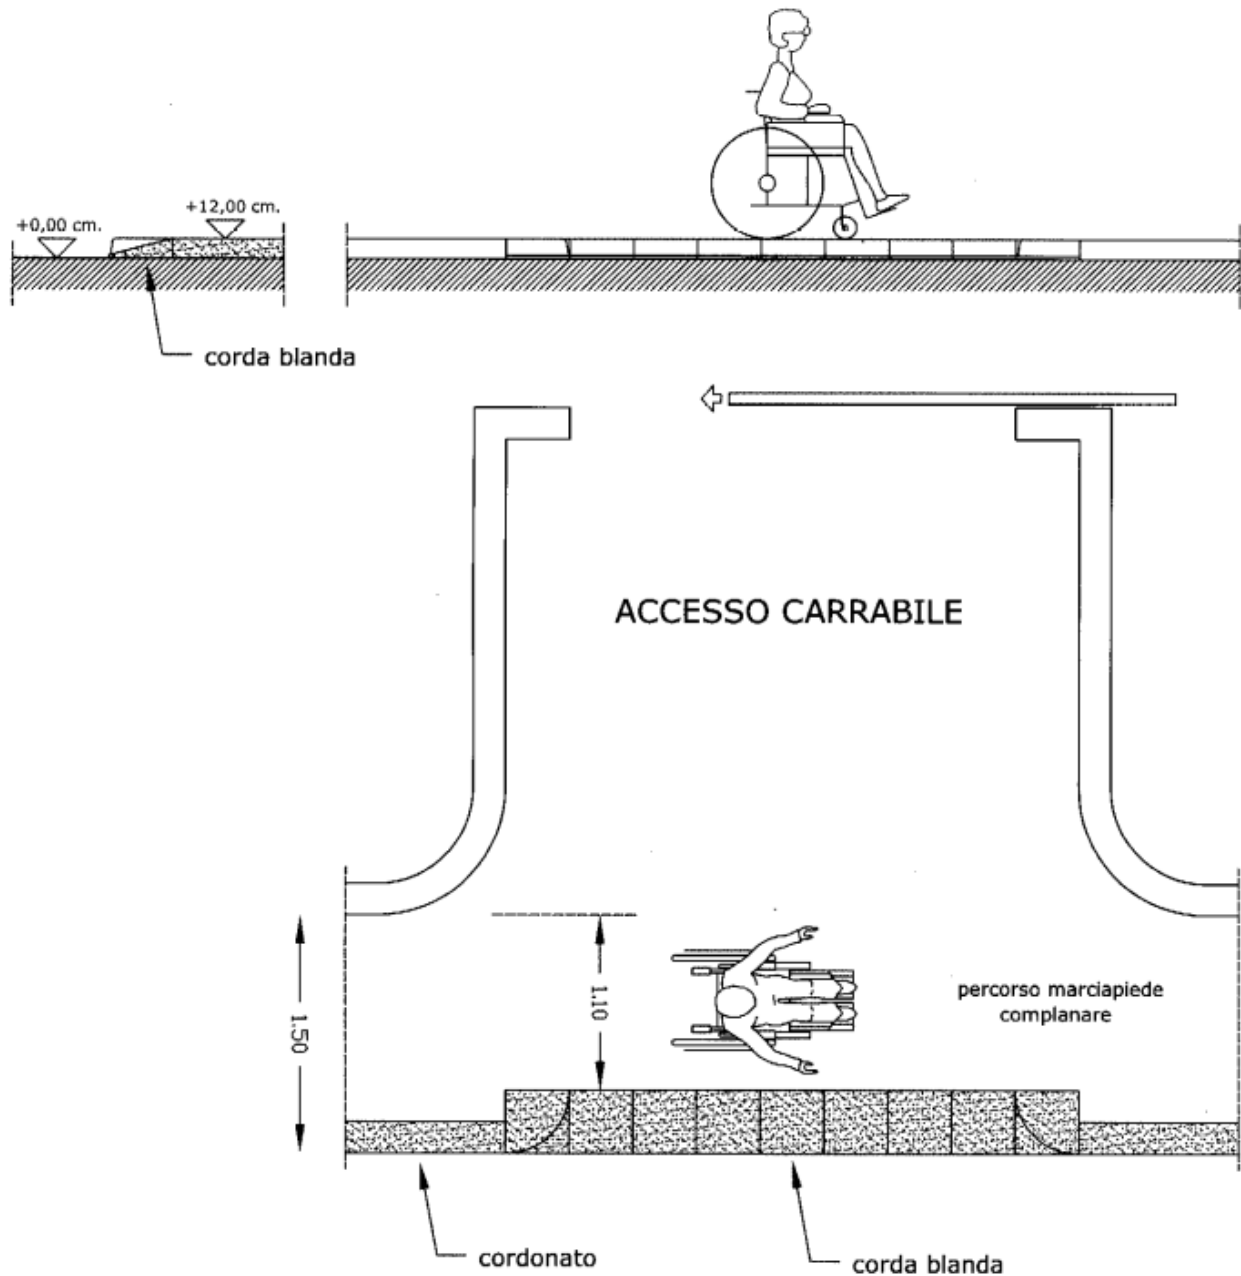 +12,00 cm.
+0,00 cm.
corda blanda
ACCESSO CARRABILE
1.50
1.10
percorso marciapiede
complanare
cordonato
corda blanda